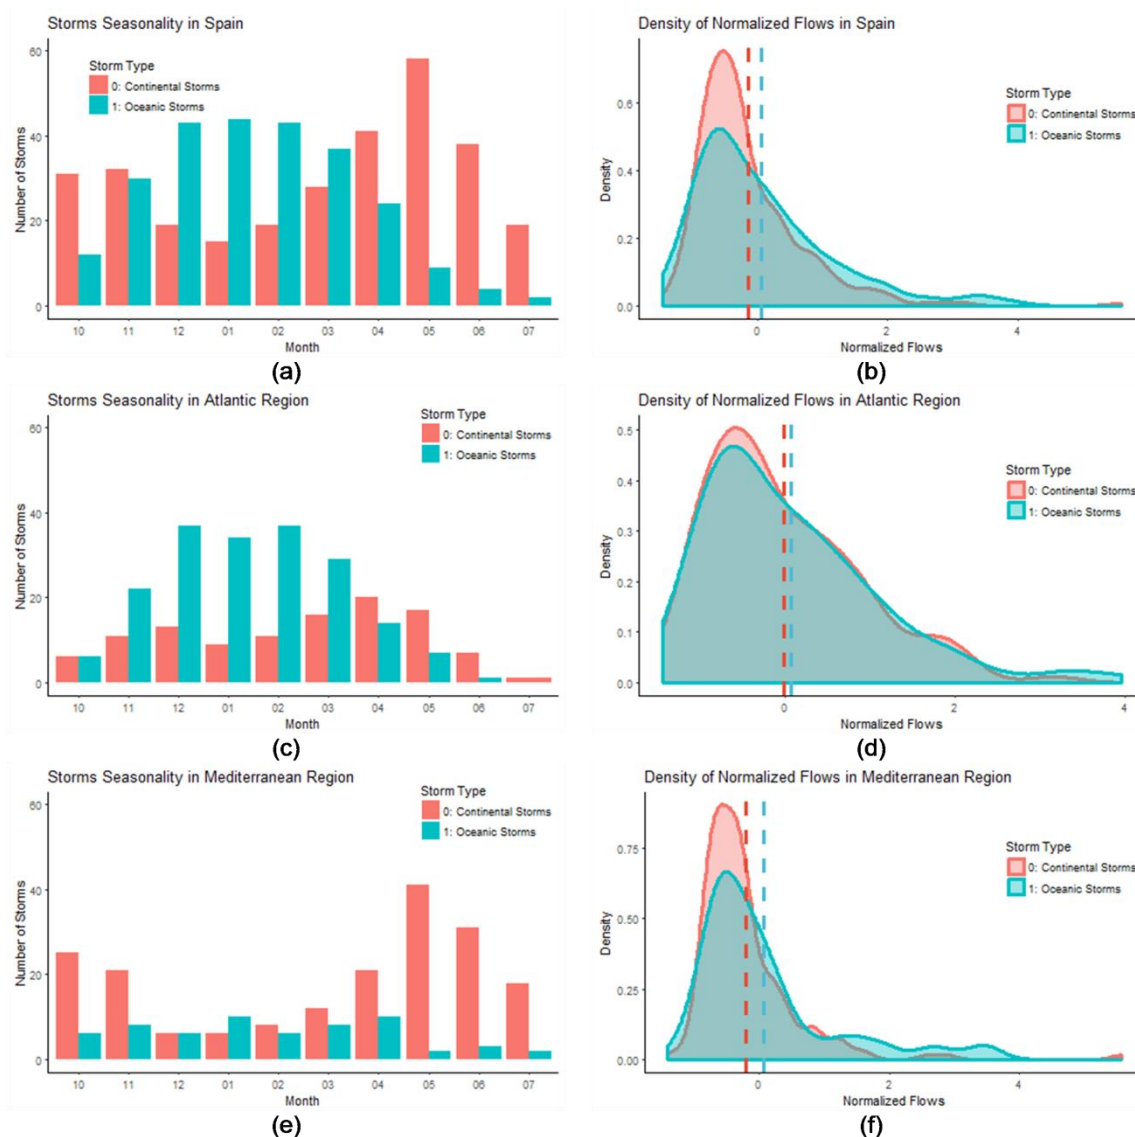 Storms Seasonality in Spain
Storm Type
0: Continental Storms
1: Oceanic Storms
Number of Storms
60
40
20
0
10 11 12 01 02 03 04 05 06 07
Month
(a)
Density of Normalized Flows in Spain
Storm Type
0: Continental Storms
1: Oceanic Storms
Density
0.6
0.4
0.2
0.0
0 2 4
Normalized Flows
(b)
Storms Seasonality in Atlantic Region
Storm Type
0: Continental Storms
1: Oceanic Storms
Number of Storms
60
40
20
0
10 11 12 01 02 03 04 05 06 07
Month
(c)
Density of Normalized Flows in Atlantic Region
Storm Type
0: Continental Storms
1: Oceanic Storms
Density
0.5
0.4
0.3
0.2
0.1
0.0
0 2 4
Normalized Flows
(d)
Storms Seasonality in Mediterranean Region
Storm Type
0: Continental Storms
1: Oceanic Storms
Number of Storms
60
40
20
0
10 11 12 01 02 03 04 05 06 07
Month
(e)
Density of Normalized Flows in Mediterranean Region
Storm Type
0: Continental Storms
1: Oceanic Storms
Density
0.75
0.50
0.25
0.00
0 2 4
Normalized Flows
(f)